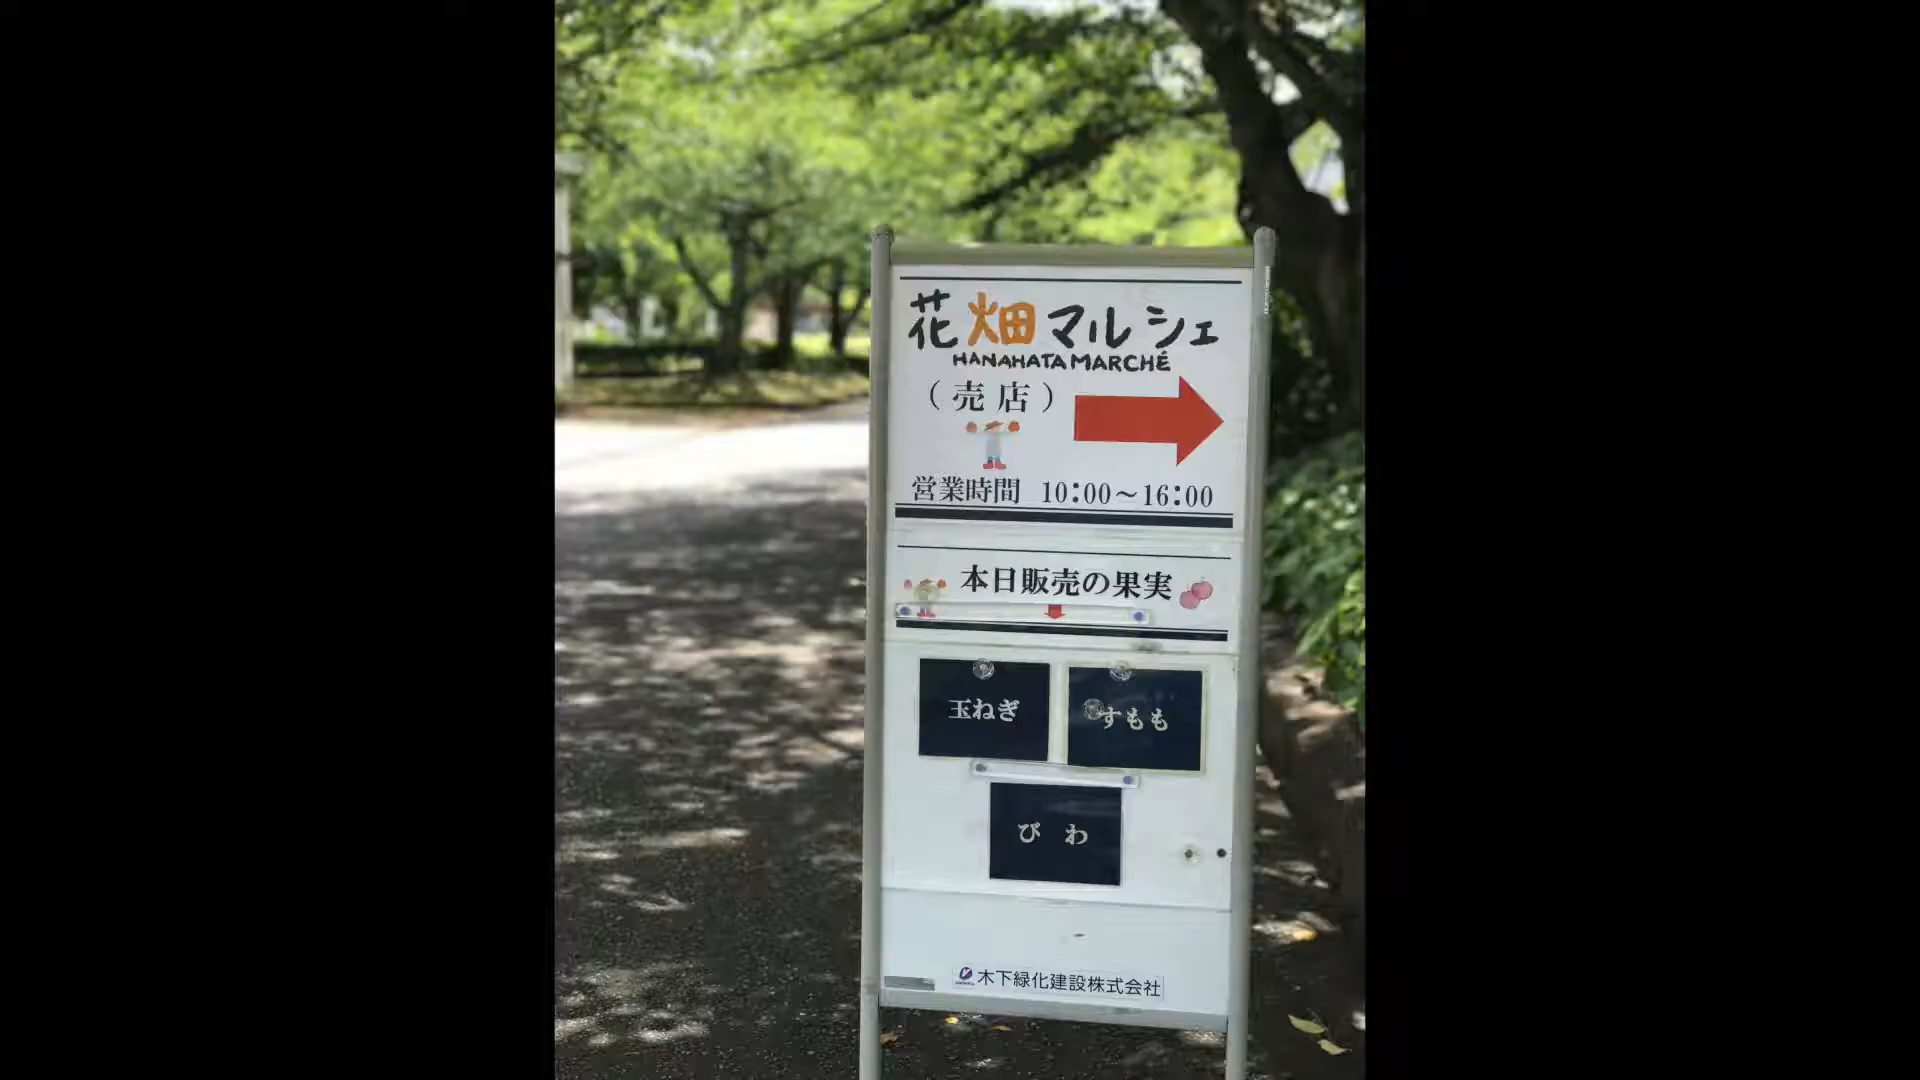 花畑マルシェ
HANAHATA MARCHÉ
（売店）
営業時間 10:00～16:00
本日販売の果実
玉ねぎ
すもも
びわ
木下緑化建設株式会社